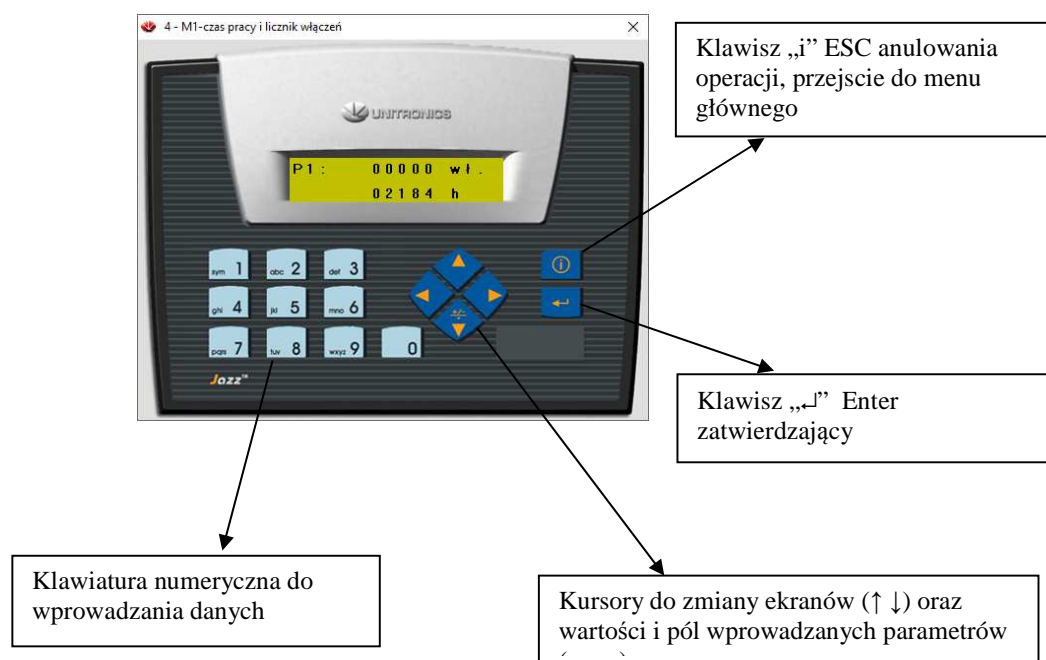 4 - M1-czas pracy i licznik włączeń
Klawisz „i” ESC anulowania
operacji, przejscie do menu
głównego
UNITRONICS
P1: 00000 wł.
02184 h
sym 1 abc 2 def 3
ghi 4 jkl 5 mno 6
pqrs 7 tuv 8 wxyz 9 0
+/-
Jazz™
Klawisz „↵” Enter
zatwierdzający
Klawiatura numeryczna do
wprowadzania danych
Kursory do zmiany ekranów (↑ ↓) oraz
wartości i pól wprowadzanych parametrów